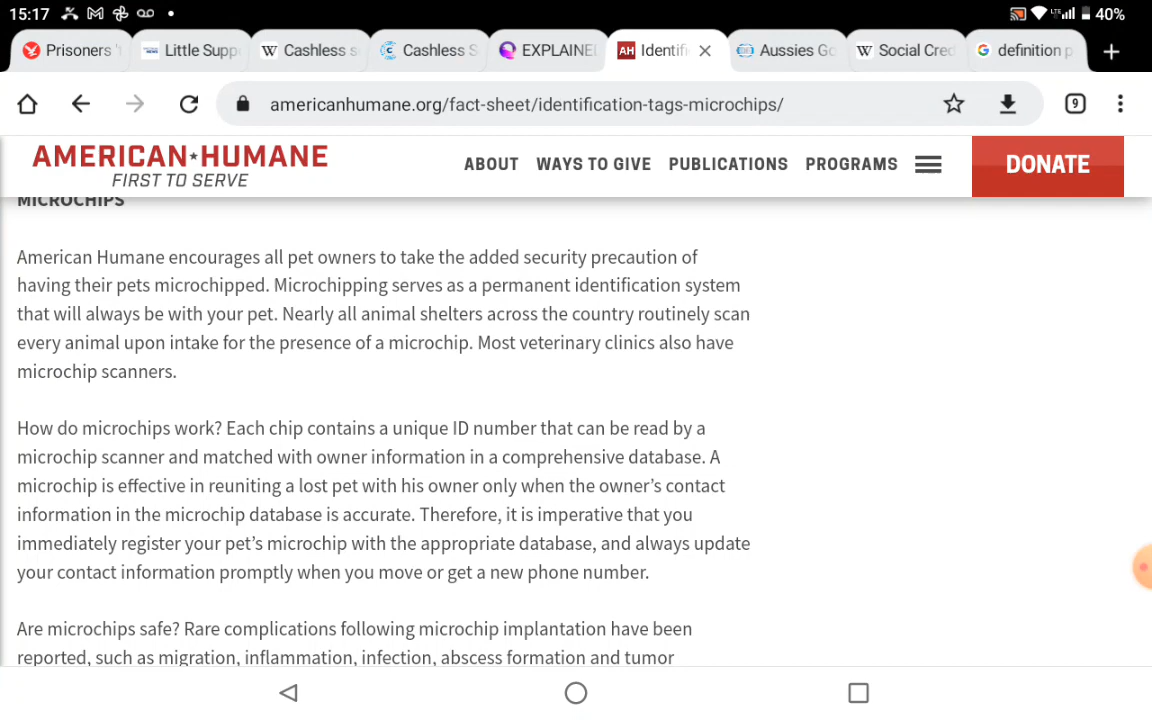 15:17
LTE 40%
Prisoners '
Little Supp
Cashless s
Cashless S
EXPLAINE
AH Identifi
Aussies Go
Social Cred
definition p
americanhumane.org/fact-sheet/identification-tags-microchips/
9
AMERICAN★HUMANE
FIRST TO SERVE
ABOUT WAYS TO GIVE PUBLICATIONS PROGRAMS
DONATE
MICROCHIPS
American Humane encourages all pet owners to take the added security precaution of
having their pets microchipped. Microchipping serves as a permanent identification system
that will always be with your pet. Nearly all animal shelters across the country routinely scan
every animal upon intake for the presence of a microchip. Most veterinary clinics also have
microchip scanners.
How do microchips work? Each chip contains a unique ID number that can be read by a
microchip scanner and matched with owner information in a comprehensive database. A
microchip is effective in reuniting a lost pet with his owner only when the owner's contact
information in the microchip database is accurate. Therefore, it is imperative that you
immediately register your pet's microchip with the appropriate database, and always update
your contact information promptly when you move or get a new phone number.
Are microchips safe? Rare complications following microchip implantation have been
reported, such as migration, inflammation, infection, abscess formation and tumor